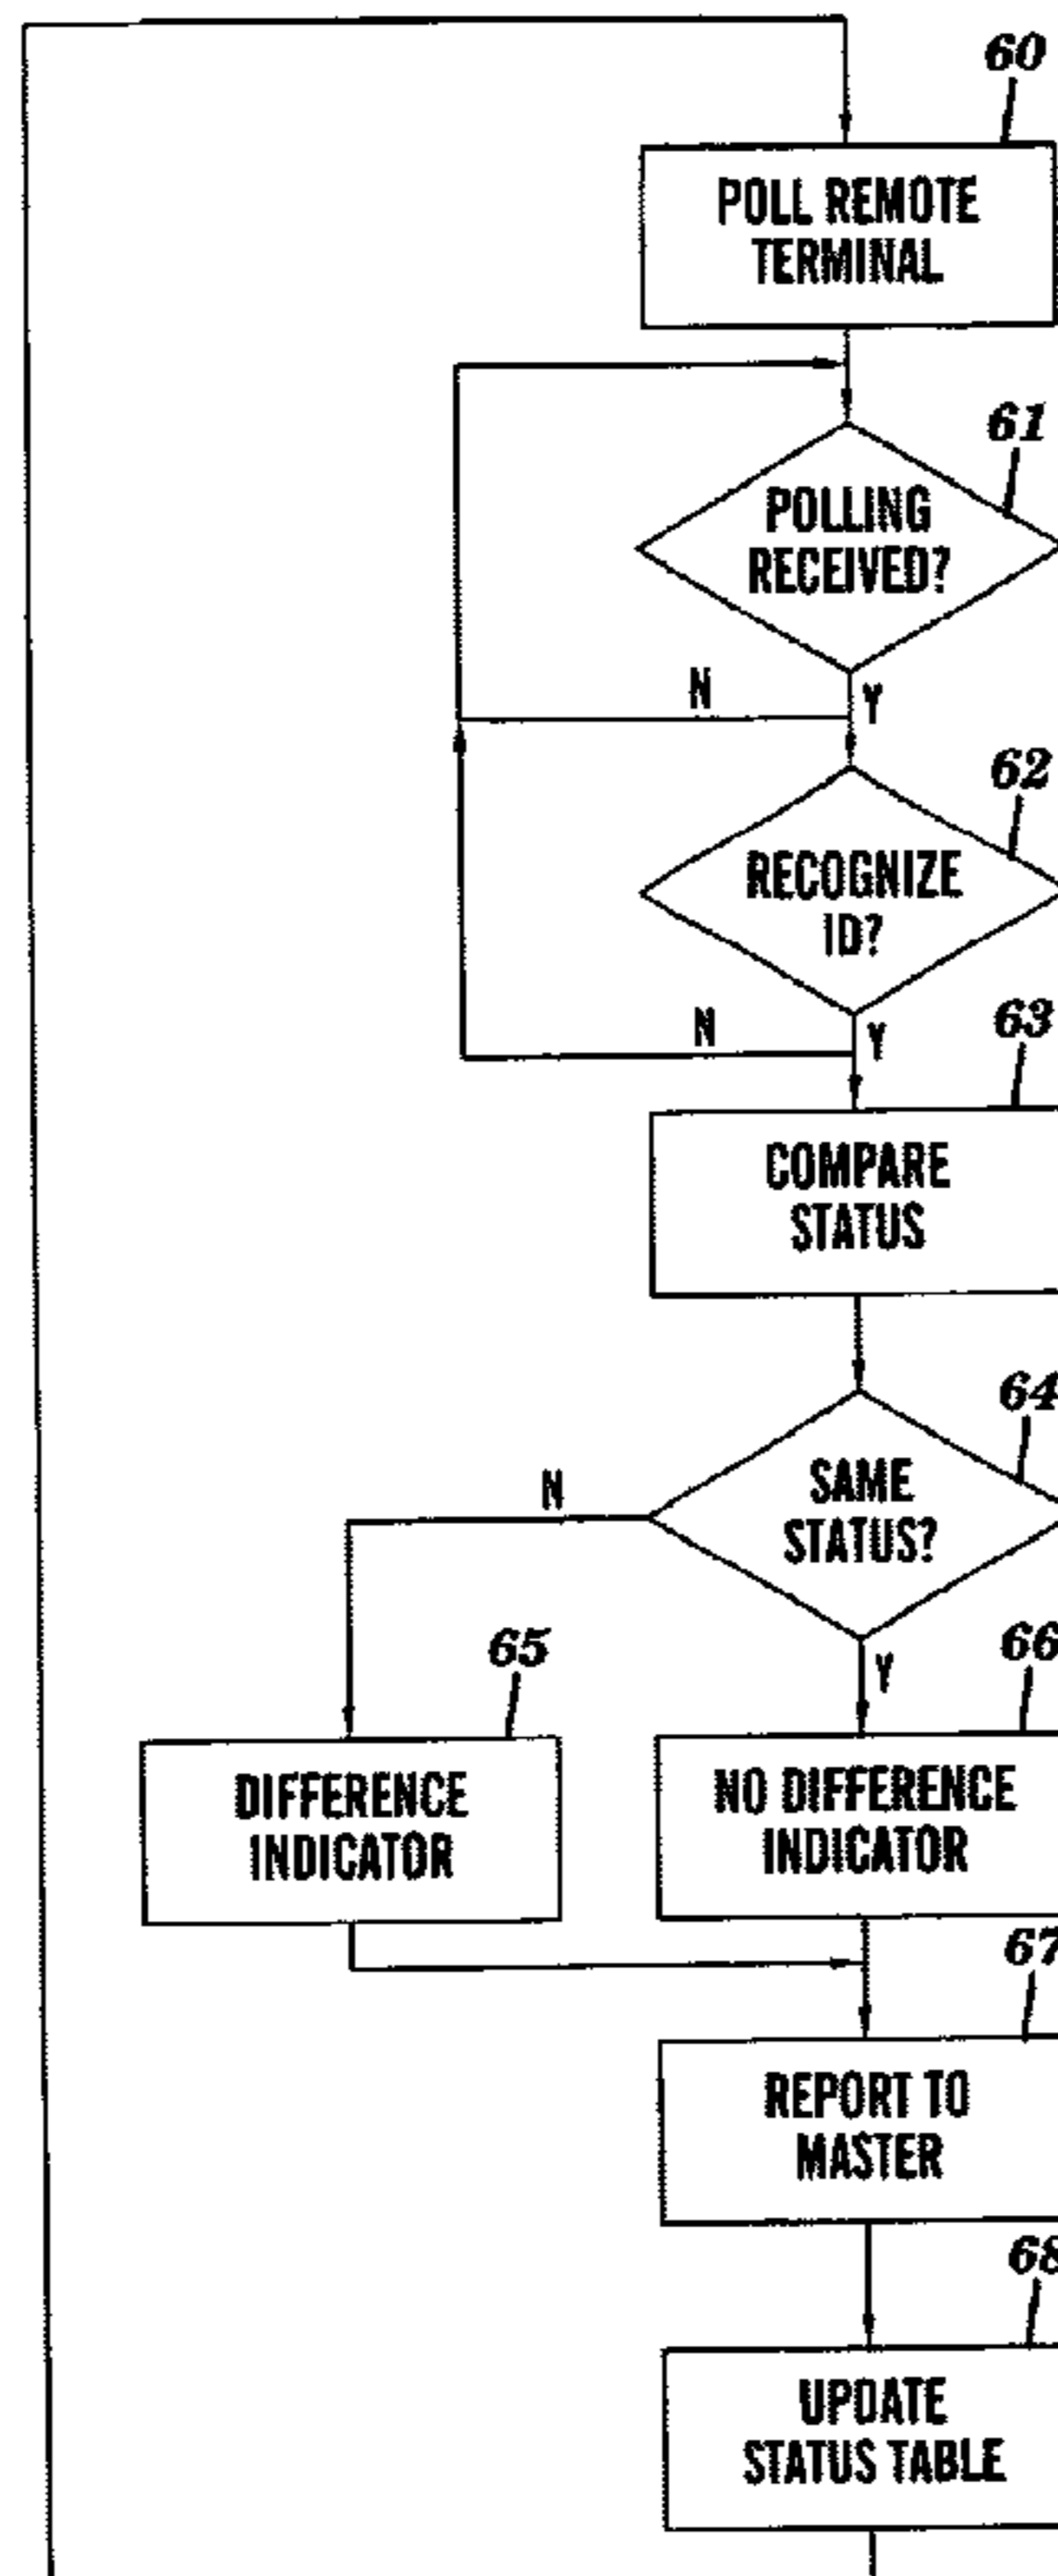 60
POLL REMOTE
TERMINAL
61
POLLING
RECEIVED?
N
Y
62
RECOGNIZE
ID?
N
Y
63
COMPARE
STATUS
64
SAME
STATUS?
N
Y
65
66
DIFFERENCE
INDICATOR
NO DIFFERENCE
INDICATOR
67
REPORT TO
MASTER
68
UPDATE
STATUS TABLE